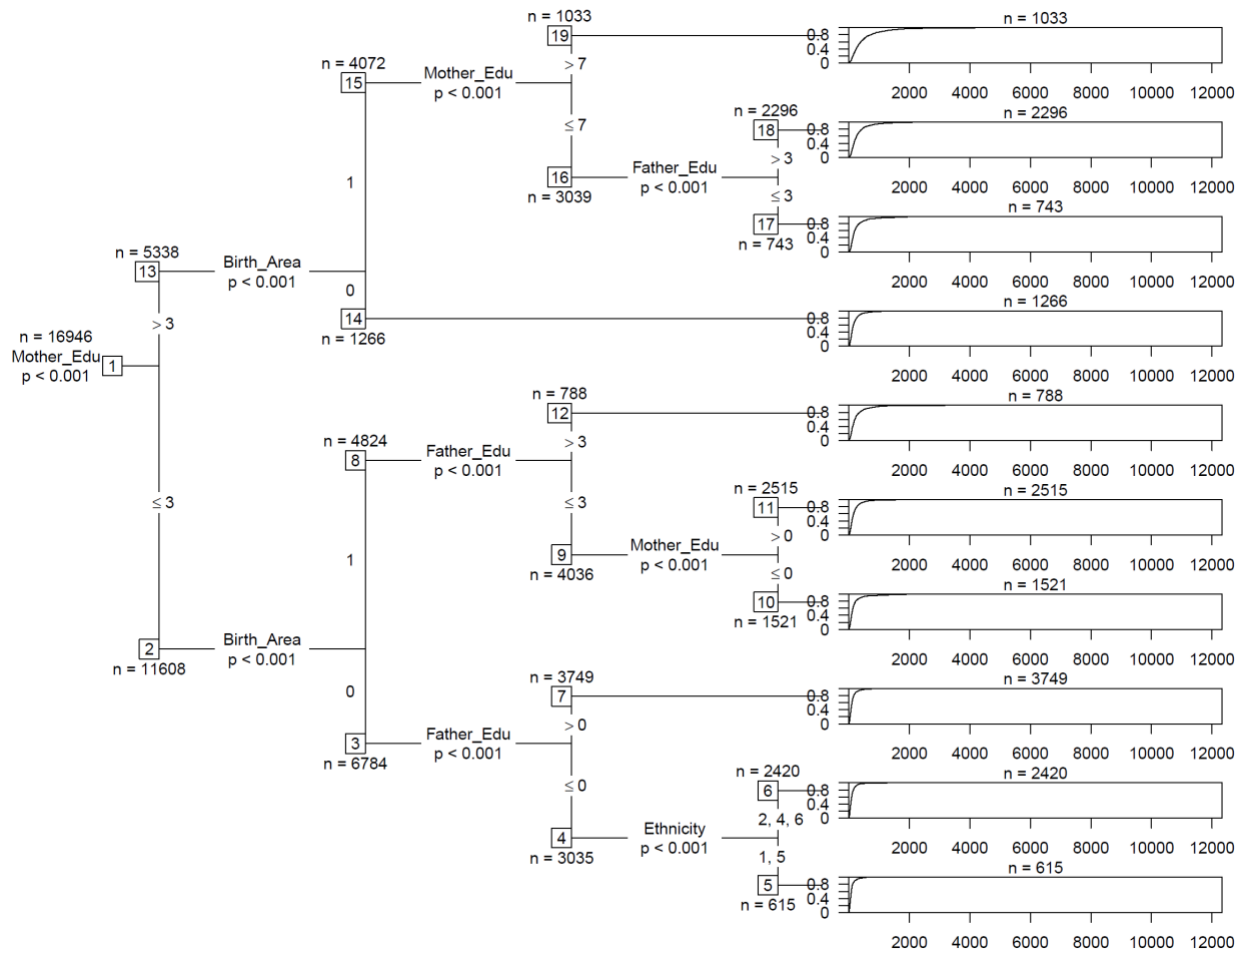 n = 1033
19
> 7
n = 1033
0.8
0.4
0
2000 4000 6000 8000 10000 12000
n = 4072
15
Mother_Edu
p < 0.001
≤ 7
1
16
n = 3039
Father_Edu
p < 0.001
n = 2296
18
> 3
≤ 3
17
n = 743
n = 2296
0.8
0.4
0
2000 4000 6000 8000 10000 12000
n = 743
0.8
0.4
0
2000 4000 6000 8000 10000 12000
n = 5338
13
Birth_Area
p < 0.001
0
14
n = 1266
n = 1266
0.8
0.4
0
2000 4000 6000 8000 10000 12000
> 3
n = 16946
Mother_Edu
p < 0.001
1
≤ 3
n = 788
12
> 3
n = 788
0.8
0.4
0
2000 4000 6000 8000 10000 12000
n = 4824
8
Father_Edu
p < 0.001
≤ 3
1
9
n = 4036
Mother_Edu
p < 0.001
n = 2515
11
> 0
≤ 0
10
n = 1521
n = 2515
0.8
0.4
0
2000 4000 6000 8000 10000 12000
n = 1521
0.8
0.4
0
2000 4000 6000 8000 10000 12000
2
n = 11608
Birth_Area
p < 0.001
0
3
n = 6784
Father_Edu
p < 0.001
n = 3749
7
> 0
≤ 0
n = 3749
0.8
0.4
0
2000 4000 6000 8000 10000 12000
4
n = 3035
Ethnicity
p < 0.001
n = 2420
6
2, 4, 6
1, 5
5
n = 615
n = 2420
0.8
0.4
0
2000 4000 6000 8000 10000 12000
n = 615
0.8
0.4
0
2000 4000 6000 8000 10000 12000